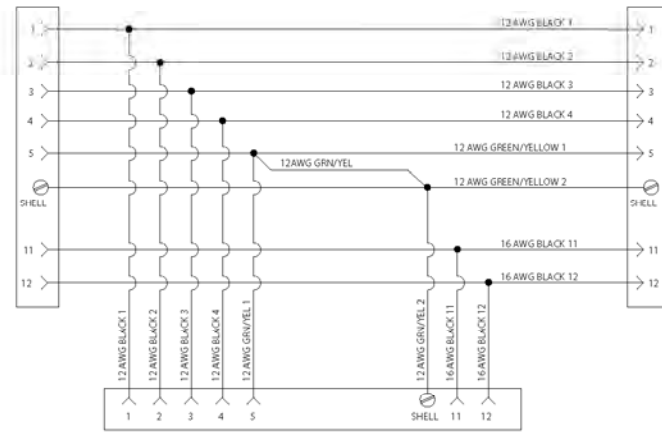 1 12 AWG BLACK 1 1
2 12 AWG BLACK 2 2
3 12 AWG BLACK 3 3
4 12 AWG BLACK 4 4
5 12 AWG GREEN/YELLOW 1 5
12 AWG GRN/YEL
12 AWG GREEN/YELLOW 2
SHELL SHELL
11 16 AWG BLACK 11 11
12 16 AWG BLACK 12 12
12 AWG BLACK 1
12 AWG BLACK 2
12 AWG BLACK 3
12 AWG BLACK 4
12 AWG GRN/YEL 1
12 AWG GRN/YEL 2
16 AWG BLACK 11
16 AWG BLACK 12
1 2 3 4 5 SHELL 11 12